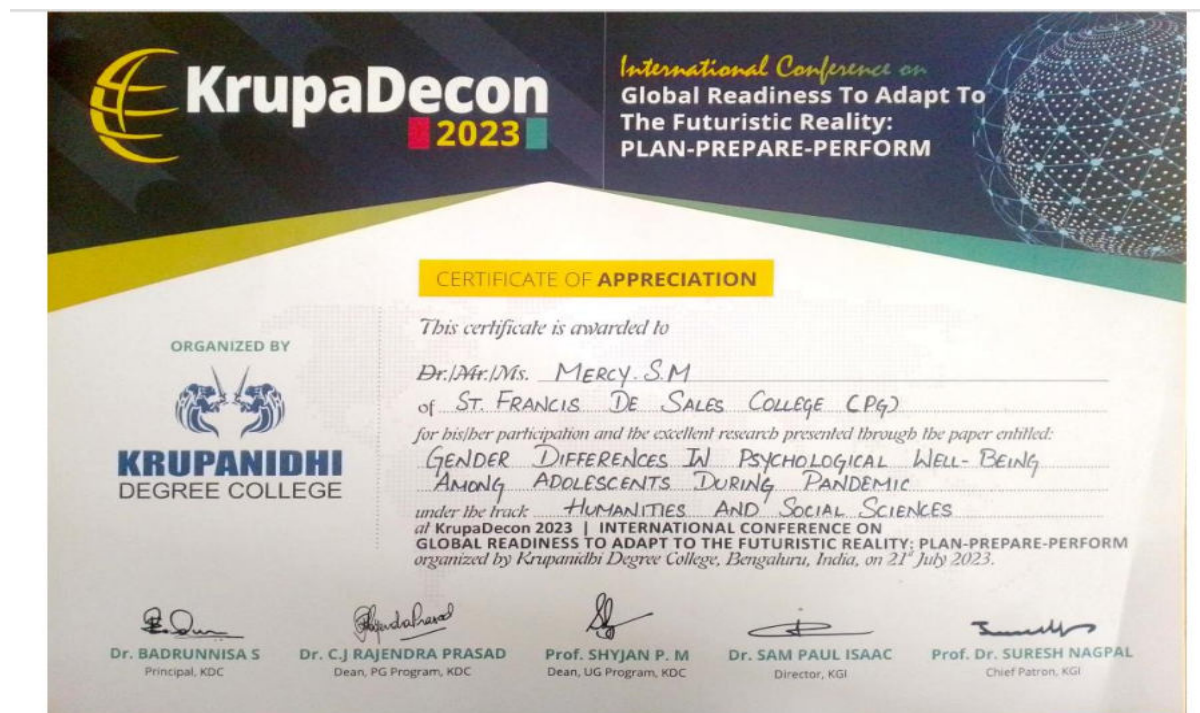 KrupaDecon
2023
International Conference on
Global Readiness To Adapt To
The Futuristic Reality:
PLAN-PREPARE-PERFORM
CERTIFICATE OF APPRECIATION
This certificate is awarded to
Dr./Mr./Ms. MERCY. S.M
of ST. FRANCIS DE SALES COLLEGE (PG)
for his/her participation and the excellent research presented through the paper entitled:
GENDER DIFFERENCES IN PSYCHOLOGICAL WELL-BEING
AMONG ADOLESCENTS DURING PANDEMIC
under the track HUMANITIES AND SOCIAL SCIENCES
at KrupaDecon 2023 | INTERNATIONAL CONFERENCE ON
GLOBAL READINESS TO ADAPT TO THE FUTURISTIC REALITY: PLAN-PREPARE-PERFORM
organized by Krupanidhi Degree College, Bengaluru, India, on 21st July 2023.
ORGANIZED BY
KRUPANIDHI
DEGREE COLLEGE
Dr. BADRUNNISA S
Principal, KDC
Dr. C.J RAJENDRA PRASAD
Dean, PG Program, KDC
Prof. SHYJAN P. M
Dean, UG Program, KDC
Dr. SAM PAUL ISAAC
Director, KGI
Prof. Dr. SURESH NAGPAL
Chief Patron, KGI